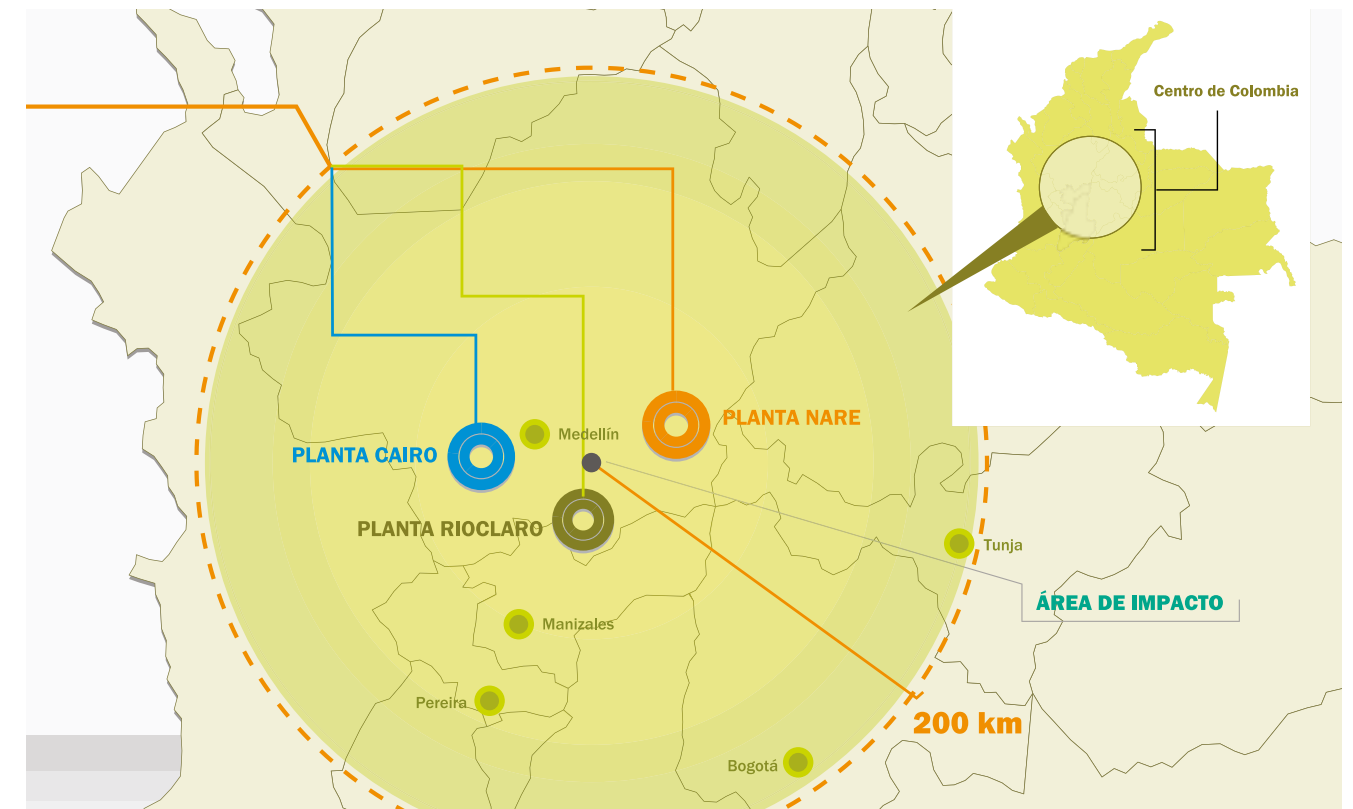 Centro de Colombia
PLANTA NARE
Medellín
PLANTA CAIRO
PLANTA RIOCLARO
Tunja
ÁREA DE IMPACTO
Manizales
Pereira
200 km
Bogotá